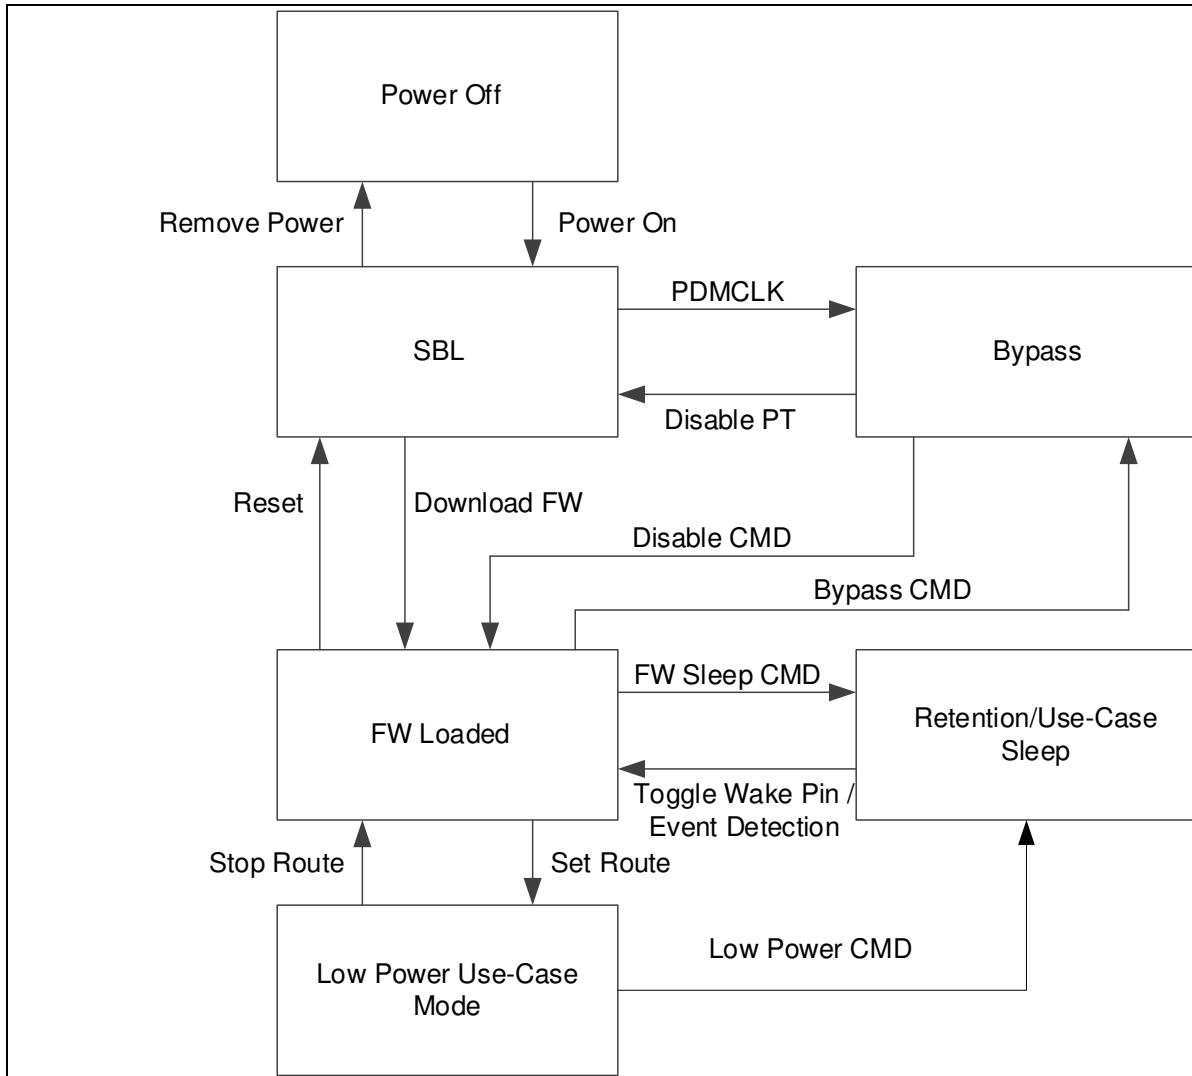 Power Off
Remove Power
Power On
PDMCLK
SBL
Bypass
Disable PT
Reset
Download FW
Disable CMD
Bypass CMD
FW Sleep CMD
FW Loaded
Retention/Use-Case
Sleep
Toggle Wake Pin /
Event Detection
Stop Route
Set Route
Low Power CMD
Low Power Use-Case
Mode